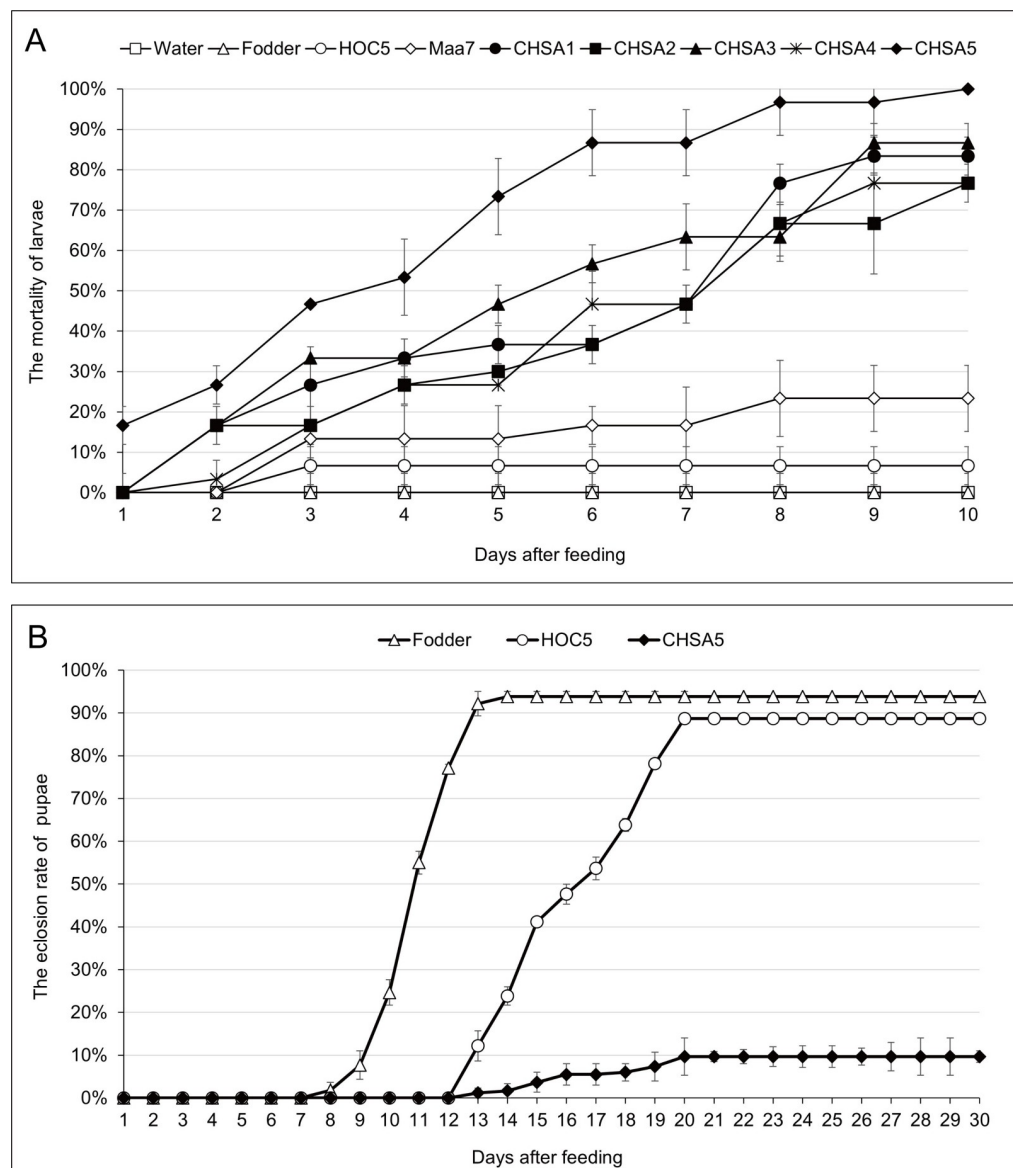 A
Water Fodder HOC5 Maa7 CHSA1 CHSA2 CHSA3 CHSA4 CHSA5
The mortality of larvae
100%
90%
80%
70%
60%
50%
40%
30%
20%
10%
0%
1 2 3 4 5 6 7 8 9 10
Days after feeding
B
Fodder HOC5 CHSA5
The eclosion rate of pupae
100%
90%
80%
70%
60%
50%
40%
30%
20%
10%
0%
1 2 3 4 5 6 7 8 9 10 11 12 13 14 15 16 17 18 19 20 21 22 23 24 25 26 27 28 29 30
Days after feeding